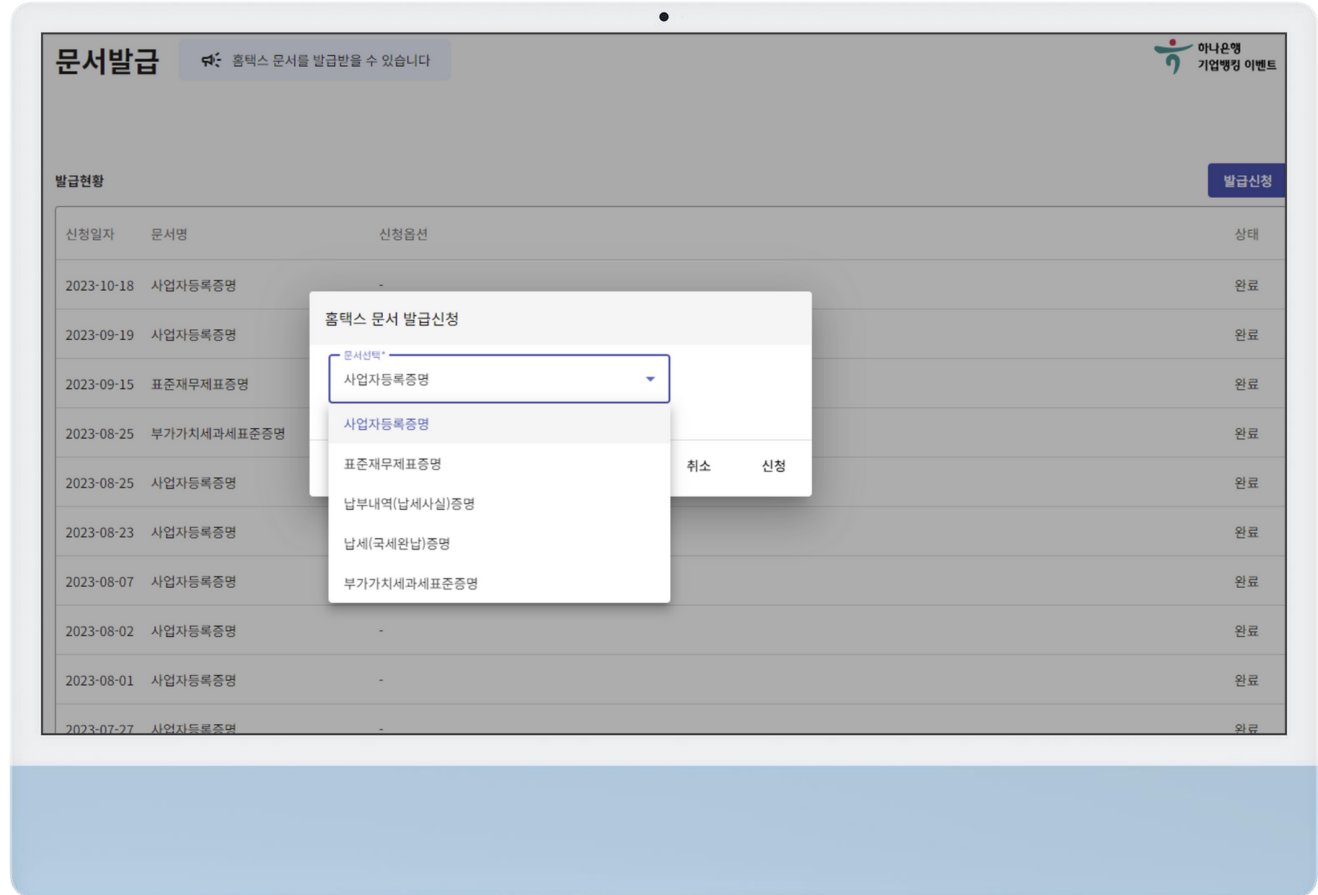 문서발급
홈택스 문서를 발급받을 수 있습니다
하나은행
기업뱅킹 이벤트
발급현황
발급신청
신청일자 문서명 신청옵션 상태
2023-10-18 사업자등록증명 - 완료
2023-09-19 사업자등록증명 완료
2023-09-15 표준재무제표증명 완료
2023-08-25 부가가치세과세표준증명 완료
2023-08-25 사업자등록증명 완료
2023-08-23 사업자등록증명 완료
2023-08-07 사업자등록증명 완료
2023-08-02 사업자등록증명 - 완료
2023-08-01 사업자등록증명 - 완료
2023-07-27 사업자등록증명 - 완료
홈택스 문서 발급신청
문서선택*
사업자등록증명
사업자등록증명
표준재무제표증명
납부내역(납세사실)증명
납세(국세완납)증명
부가가치세과세표준증명
취소 신청